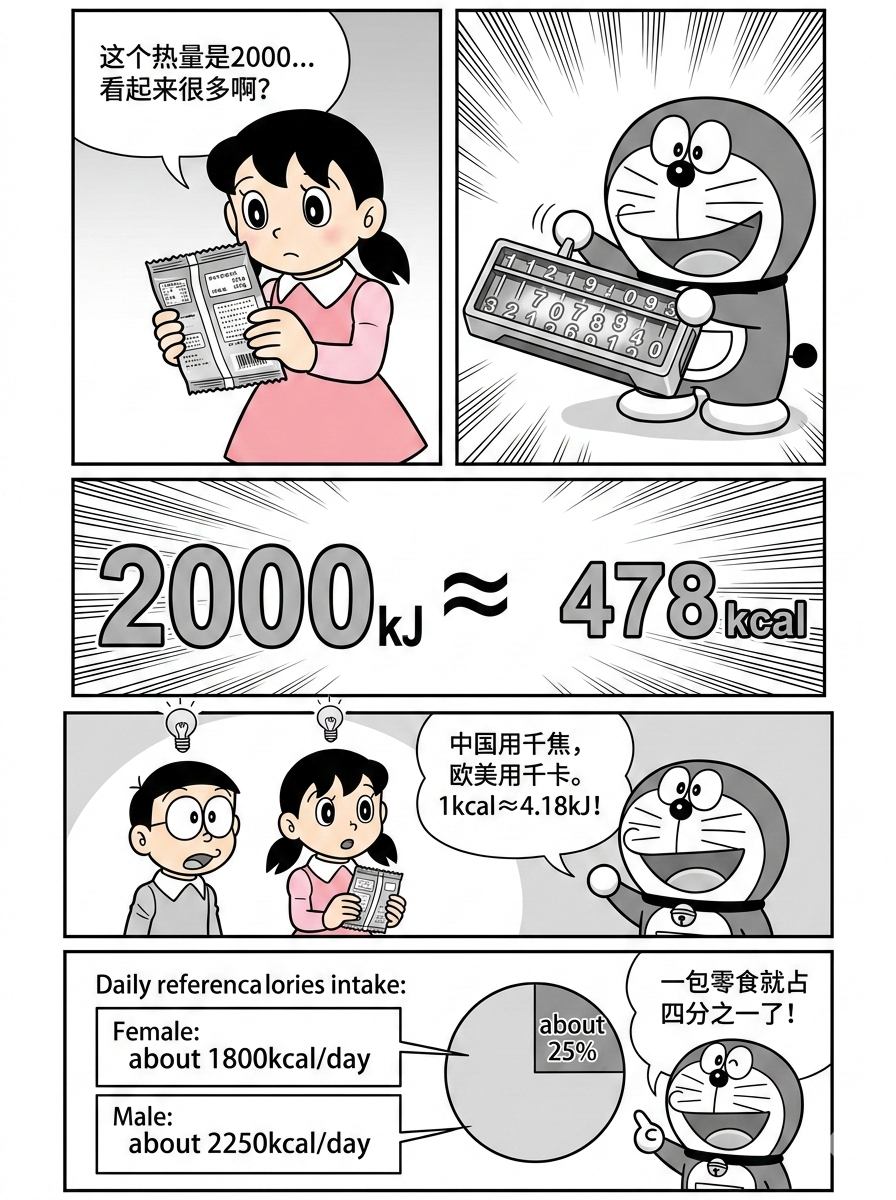 这个热量是2000...
看起来很多啊？
2000kJ ≈ 478kcal
中国用千焦，
欧美用千卡。
1kcal≈4.18kJ！
Daily referencalories intake:
Female:
about 1800kcal/day
Male:
about 2250kcal/day
about
25%
一包零食就占
四分之一了！